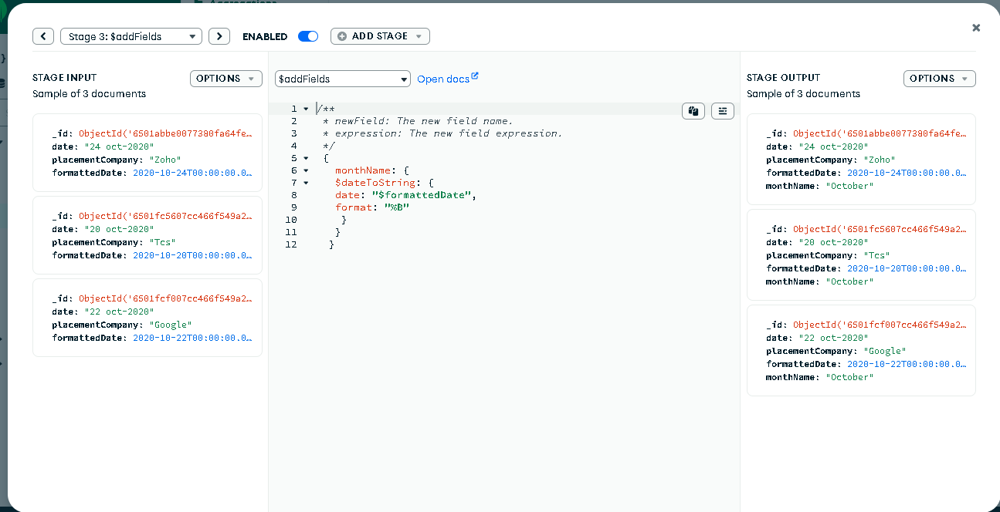 Aggregations
Stage 3: $addFields
ENABLED
ADD STAGE
STAGE INPUT
OPTIONS
Sample of 3 documents
_id: ObjectId('6501abbe0077380fa64fe…
date: "24 oct-2020"
placementCompany: "Zoho"
formattedDate: 2020-10-24T00:00:00.0…
_id: ObjectId('6501fc5607cc466f549a2…
date: "20 oct-2020"
placementCompany: "Tcs"
formattedDate: 2020-10-20T00:00:00.0…
_id: ObjectId('6501fcf007cc466f549a2…
date: "22 oct-2020"
placementCompany: "Google"
formattedDate: 2020-10-22T00:00:00.0…
$addFields
Open docs
1 /**
2 * newField: The new field name.
3 * expression: The new field expression.
4 */
5 {
6 monthName: {
7 $dateToString: {
8 date: "$formattedDate",
9 format: "%B"
10 }
11 }
12 }
STAGE OUTPUT
OPTIONS
Sample of 3 documents
_id: ObjectId('6501abbe0077380fa64fe…
date: "24 oct-2020"
placementCompany: "Zoho"
formattedDate: 2020-10-24T00:00:00.0…
monthName: "October"
_id: ObjectId('6501fc5607cc466f549a2…
date: "20 oct-2020"
placementCompany: "Tcs"
formattedDate: 2020-10-20T00:00:00.0…
monthName: "October"
_id: ObjectId('6501fcf007cc466f549a2…
date: "22 oct-2020"
placementCompany: "Google"
formattedDate: 2020-10-22T00:00:00.0…
monthName: "October"